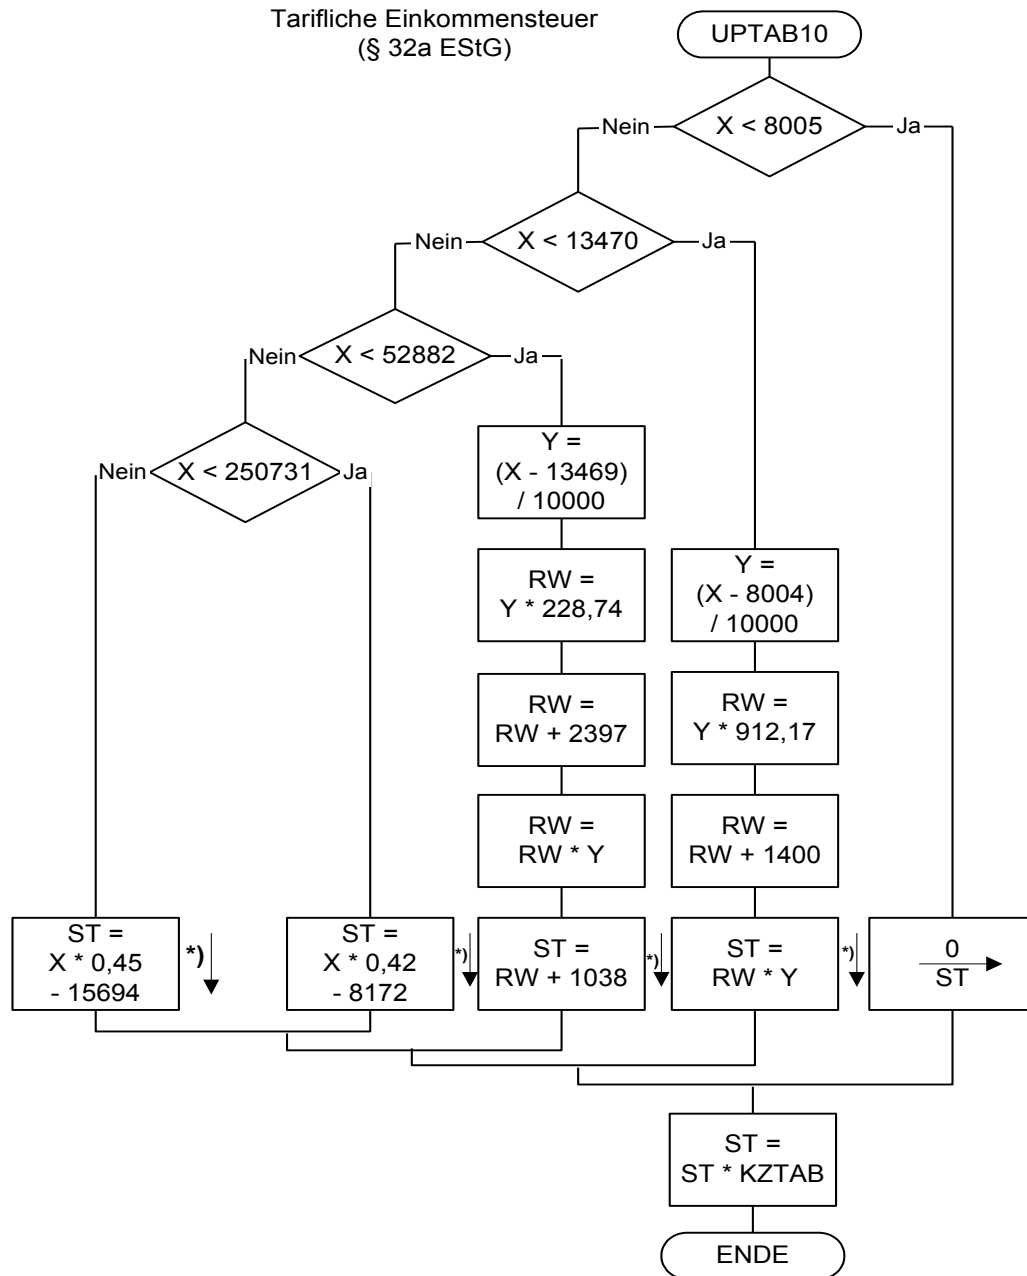 Tarifliche Einkommensteuer
(§ 32a EStG)
UPTAB10
X < 8005
Nein
Ja
X < 13470
Nein
Ja
X < 52882
Nein
Ja
X < 250731
Nein
Ja
Y =
(X - 13469)
/ 10000
RW =
Y * 228,74
RW =
RW + 2397
RW =
RW * Y
Y =
(X - 8004)
/ 10000
RW =
Y * 912,17
RW =
RW + 1400
ST =
X * 0,45
- 15694
*)
ST =
X * 0,42
- 8172
*)
ST =
RW + 1038
*)
ST =
RW * Y
*)
0
ST
ST =
ST * KZTAB
ENDE